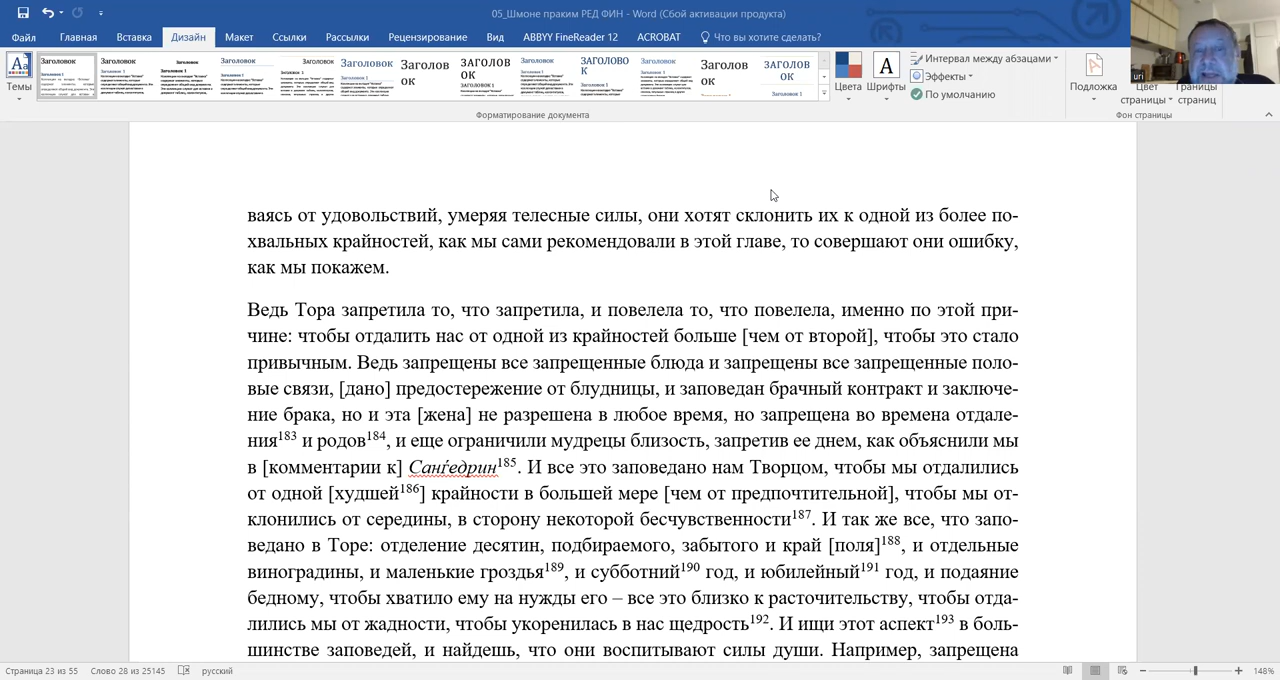 05_Шмоне праким РЕД ФИН - Word (Сбой активации продукта)
Файл Главная Вставка Дизайн Макет Ссылки Рассылки Рецензирование Вид ABBYY FineReader 12 ACROBAT Что вы хотите сделать?
Темы
Цвета
Шрифты
Интервал между абзацами
Эффекты
По умолчанию
Подложка
Цвет страницы
Границы страниц
Форматирование документа
Фон страницы
uri
ваясь от удовольствий, умеряя телесные силы, они хотят склонить их к одной из более по-
хвальных крайностей, как мы сами рекомендовали в этой главе, то совершают они ошибку,
как мы покажем.
Ведь Тора запретила то, что запретила, и повелела то, что повелела, именно по этой при-
чине: чтобы отдалить нас от одной из крайностей больше [чем от второй], чтобы это стало
привычным. Ведь запрещены все запрещенные блюда и запрещены все запрещенные поло-
вые связи, [дано] предостережение от блудницы, и заповедан брачный контракт и заключе-
ние брака, но и эта [жена] не разрешена в любое время, но запрещена во времена отдале-
ния183 и родов184, и еще ограничили мудрецы близость, запретив ее днем, как объяснили мы
в [комментарии к] Санѓедрин185. И все это заповедано нам Творцом, чтобы мы отдалились
от одной [худшей186] крайности в большей мере [чем от предпочтительной], чтобы мы от-
клонились от середины, в сторону некоторой бесчувственности187. И так же все, что запо-
ведано в Торе: отделение десятин, подбираемого, забытого и край [поля]188, и отдельные
виноградины, и маленькие гроздья189, и субботний190 год, и юбилейный191 год, и подаяние
бедному, чтобы хватило ему на нужды его – все это близко к расточительству, чтобы отда-
лились мы от жадности, чтобы укоренилась в нас щедрость192. И ищи этот аспект193 в боль-
шинстве заповедей, и найдешь, что они воспитывают силы души. Например, запрещена
Страница 23 из 55 Слово 28 из 25145 русский 148%